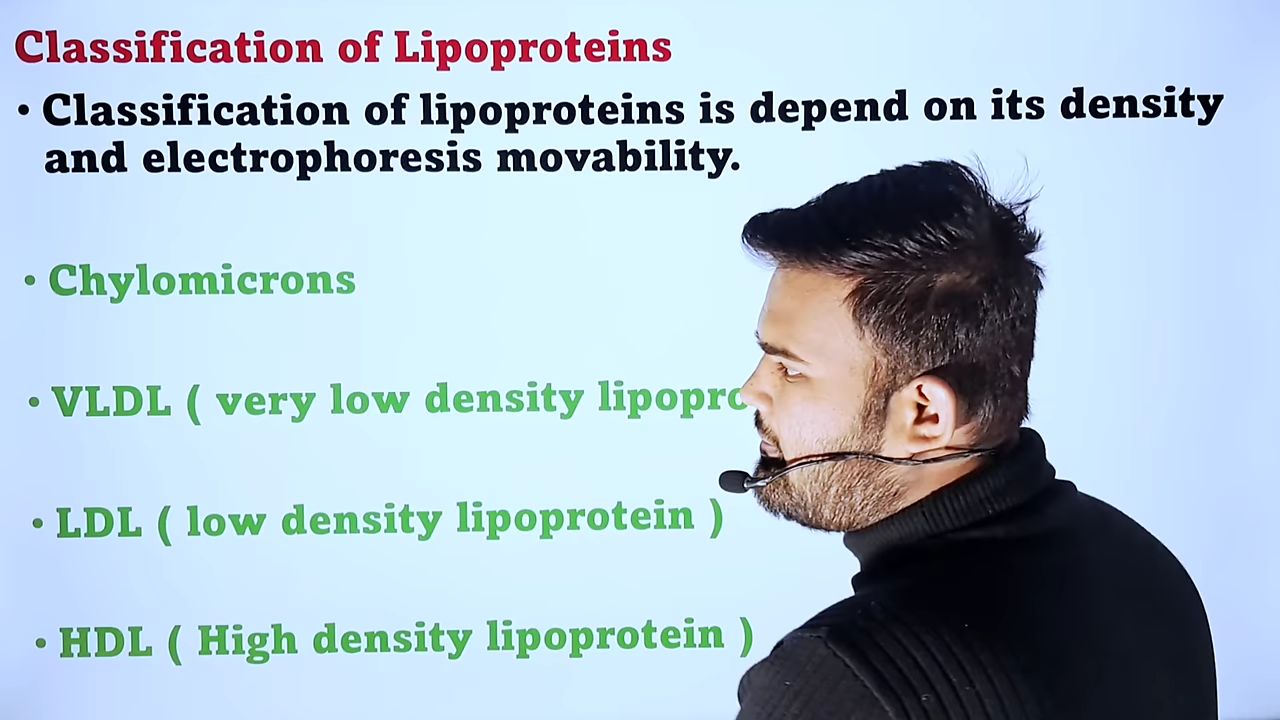 Classification of Lipoproteins
• Classification of lipoproteins is depend on its density
and electrophoresis movability.
• Chylomicrons
• VLDL ( very low density lipopro
• LDL ( low density lipoprotein )
• HDL ( High density lipoprotein )